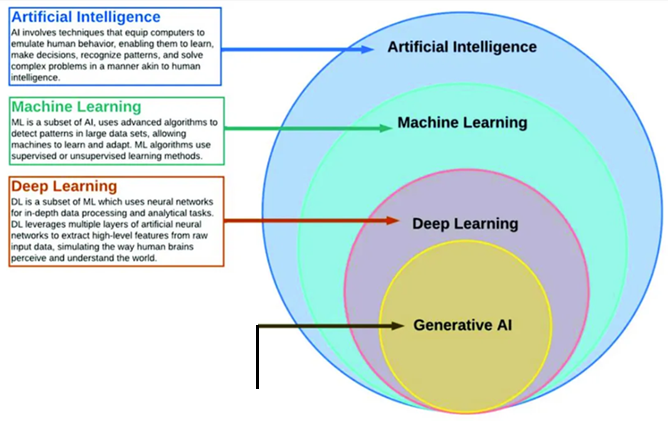 Artificial Intelligence
AI involves techniques that equip computers to
emulate human behavior, enabling them to learn,
make decisions, recognize patterns, and solve
complex problems in a manner akin to human
intelligence.
Machine Learning
ML is a subset of AI, uses advanced algorithms to
detect patterns in large data sets, allowing
machines to learn and adapt. ML algorithms use
supervised or unsupervised learning methods.
Deep Learning
DL is a subset of ML which uses neural networks
for in-depth data processing and analytical tasks.
DL leverages multiple layers of artificial neural
networks to extract high-level features from raw
input data, simulating the way human brains
perceive and understand the world.
Artificial Intelligence
Machine Learning
Deep Learning
Generative AI